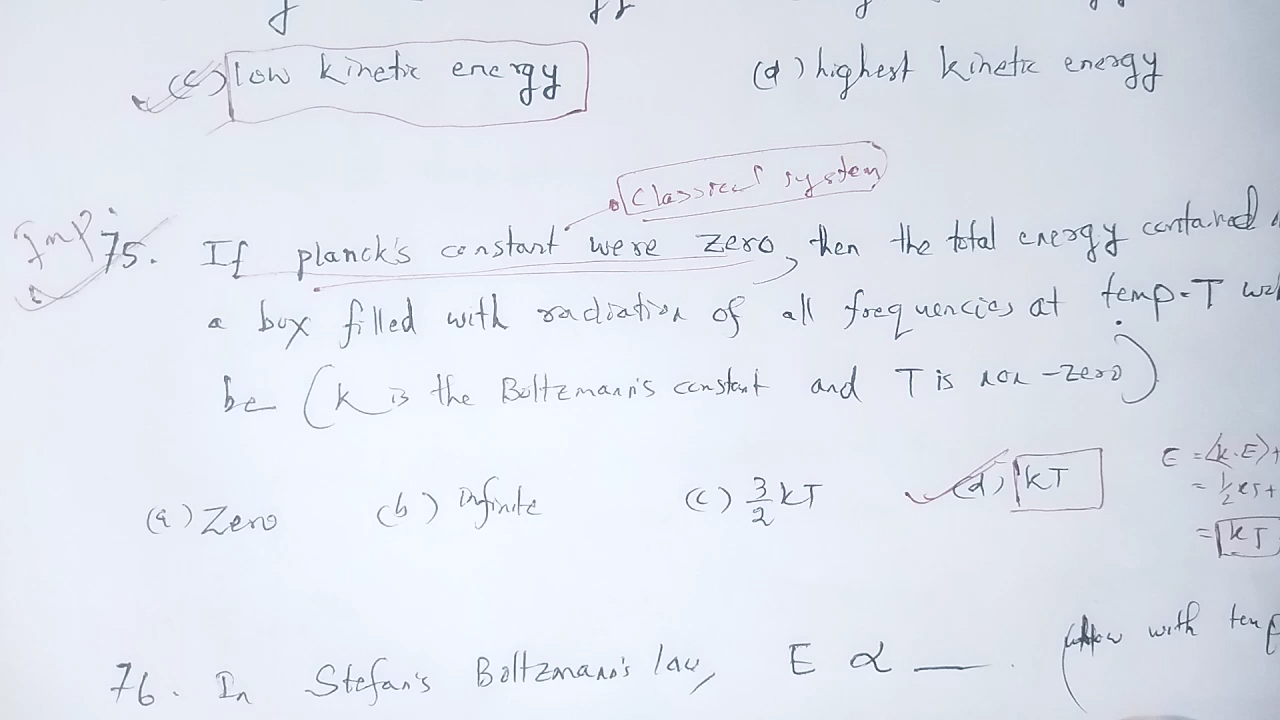 (c) low kinetic energy (d) highest kinetic energy
Classical system
Imp. 75. If planck's constant were zero, then the total energy contained
a box filled with radiation of all frequencies at temp. T
be (K is the Boltzmann's constant and T is non-zero)
E = <K.E> +
(a) Zero (b) infinite (c) 3/2 kT (d) KT
= 1/2 KT +
= KT
76. In Stefan's Boltzmann's law, E ∝ __. with temp